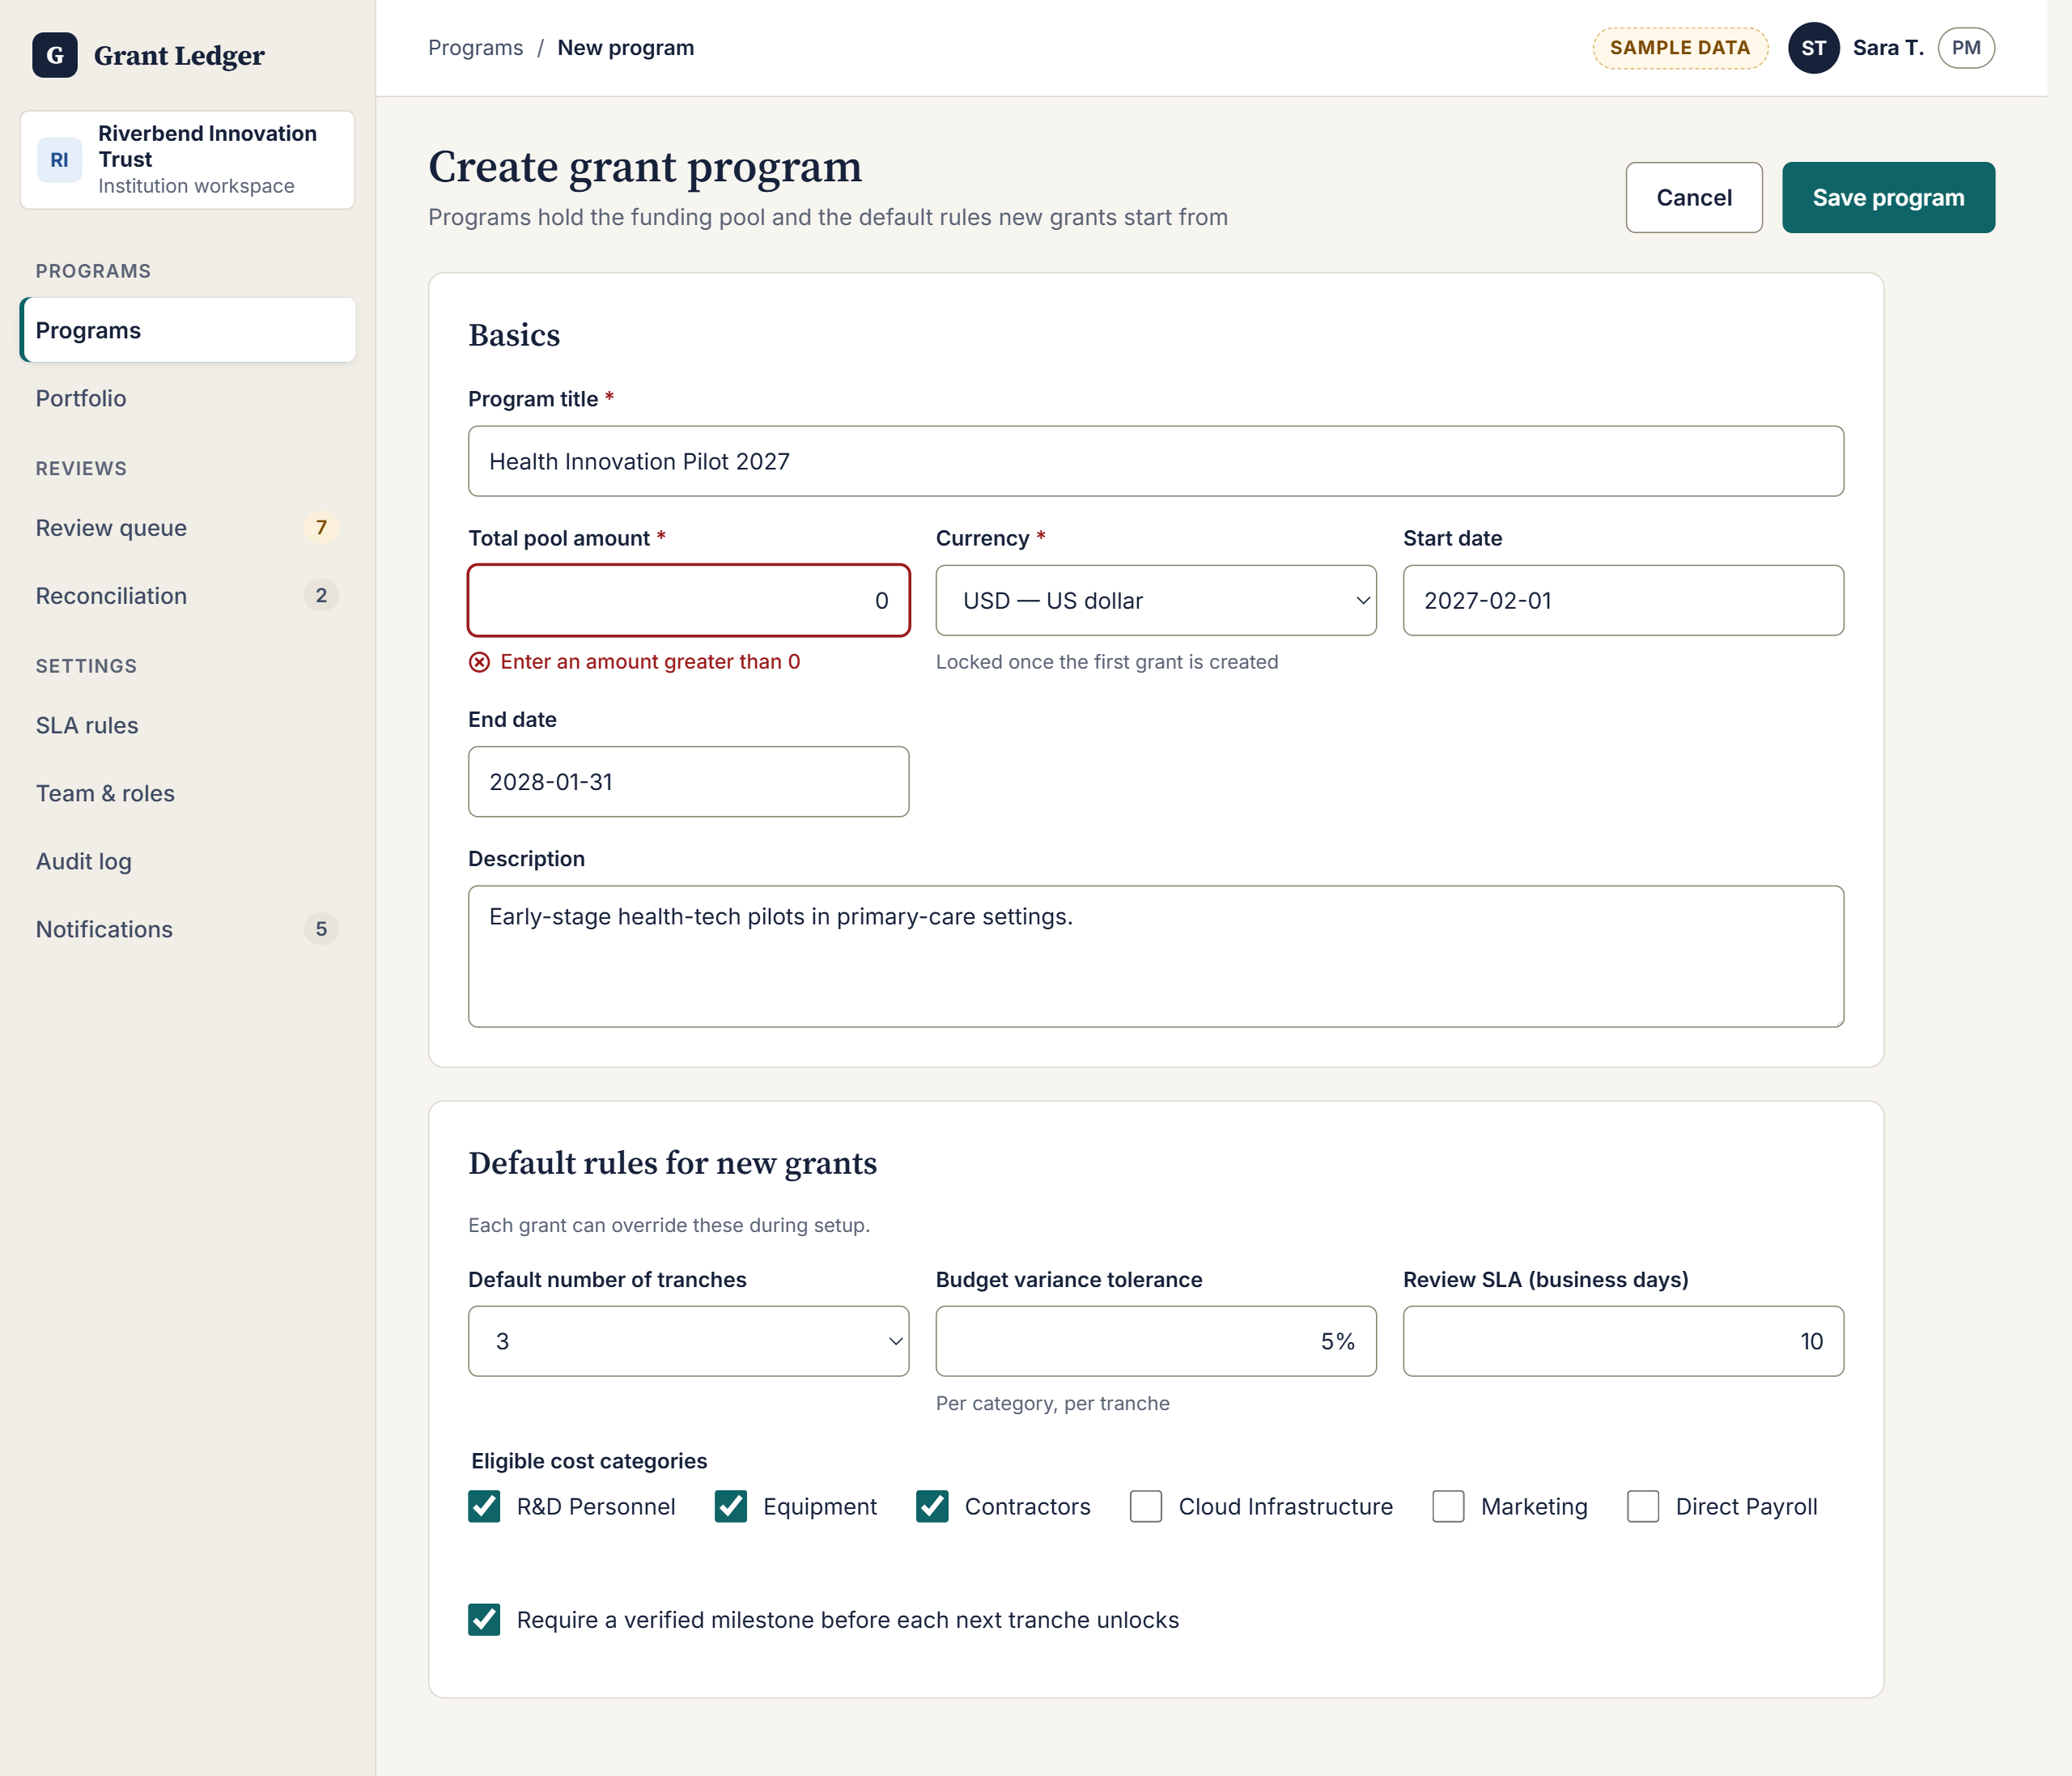 G Grant Ledger
RI
Riverbend Innovation
Trust
Institution workspace
PROGRAMS
Programs
Portfolio
REVIEWS
Review queue 7
Reconciliation 2
SETTINGS
SLA rules
Team & roles
Audit log
Notifications 5
Programs / New program
SAMPLE DATA ST Sara T. PM
Create grant program
Programs hold the funding pool and the default rules new grants start from
Cancel Save program
Basics
Program title *
Health Innovation Pilot 2027
Total pool amount * Currency * Start date
0 USD — US dollar 2027-02-01
Enter an amount greater than 0 Locked once the first grant is created
End date
2028-01-31
Description
Early-stage health-tech pilots in primary-care settings.
Default rules for new grants
Each grant can override these during setup.
Default number of tranches Budget variance tolerance Review SLA (business days)
3 5% 10
Per category, per tranche
Eligible cost categories
R&D Personnel Equipment Contractors Cloud Infrastructure Marketing Direct Payroll
Require a verified milestone before each next tranche unlocks